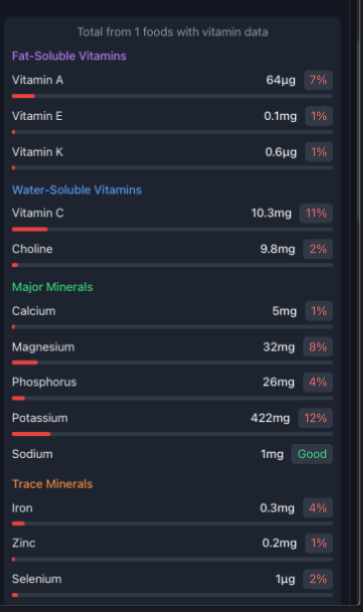 Total from 1 foods with vitamin data
Fat-Soluble Vitamins
Vitamin A 64μg 7%
Vitamin E 0.1mg 1%
Vitamin K 0.6μg 1%
Water-Soluble Vitamins
Vitamin C 10.3mg 11%
Choline 9.8mg 2%
Major Minerals
Calcium 5mg 1%
Magnesium 32mg 8%
Phosphorus 26mg 4%
Potassium 422mg 12%
Sodium 1mg Good
Trace Minerals
Iron 0.3mg 4%
Zinc 0.2mg 1%
Selenium 1μg 2%